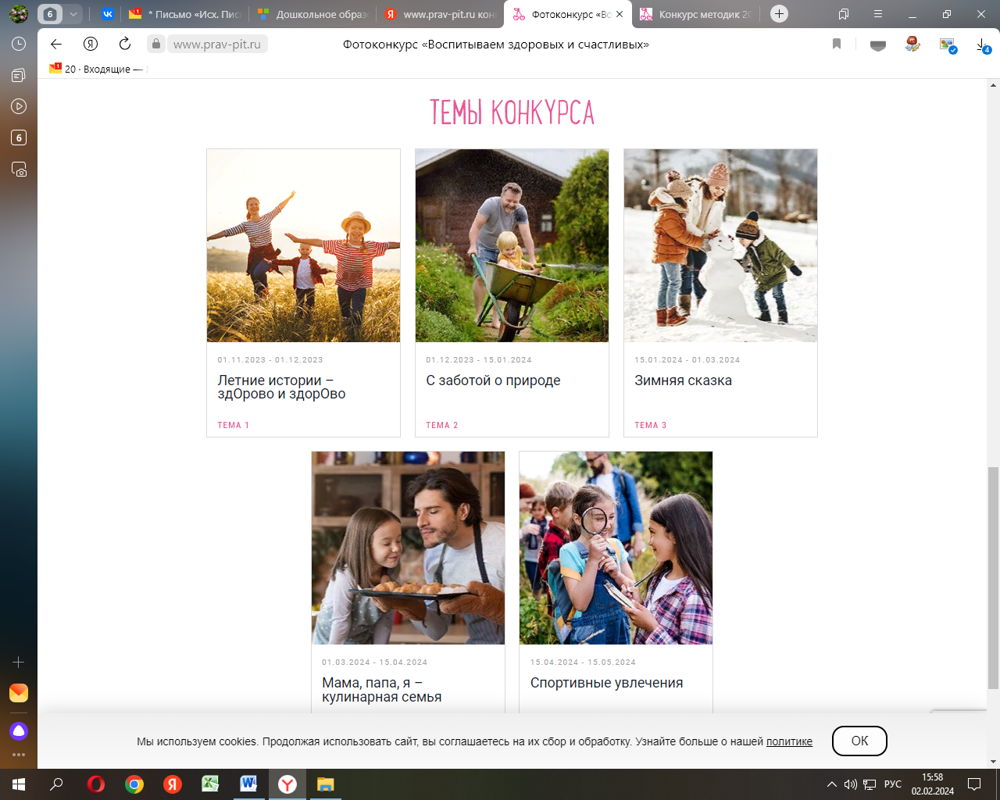 6
* Письмо «Исх. Пис
Дошкольное образо
www.prav-pit.ru кон
Фотоконкурс «Во
Конкурс методик 20
www.prav-pit.ru
Фотоконкурс «Воспитываем здоровых и счастливых»
4
20 · Входящие —
6
ТЕМЫ КОНКУРСА
01.11.2023 - 01.12.2023
Летние истории –
здОрово и здорОво
ТЕМА 1
01.12.2023 - 15.01.2024
С заботой о природе
ТЕМА 2
15.01.2024 - 01.03.2024
Зимняя сказка
ТЕМА 3
01.03.2024 - 15.04.2024
Мама, папа, я –
кулинарная семья
15.04.2024 - 15.05.2024
Спортивные увлечения
Мы используем cookies. Продолжая использовать сайт, вы соглашаетесь на их сбор и обработку. Узнайте больше о нашей политике
OK
РУС
15:58
02.02.2024